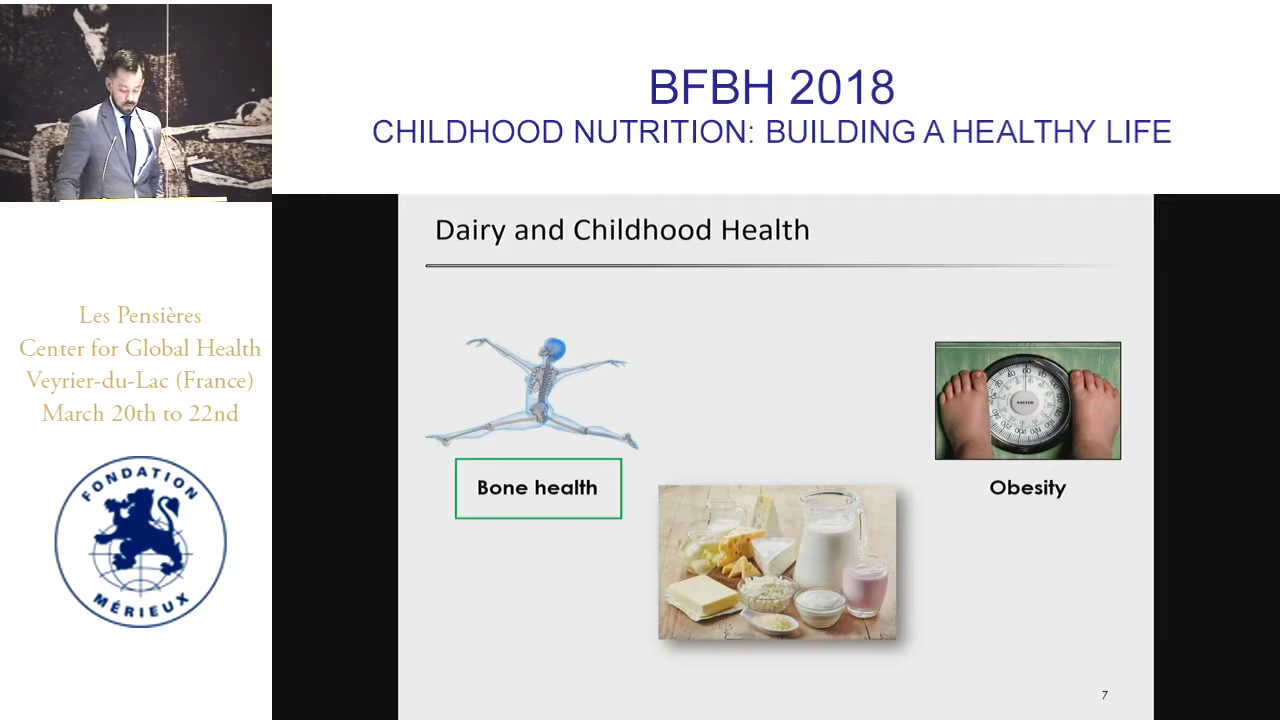 BFBH 2018
CHILDHOOD NUTRITION: BUILDING A HEALTHY LIFE
Les Pensières
Center for Global Health
Veyrier-du-Lac (France)
March 20th to 22nd
FONDATION
MÉRIEUX
Dairy and Childhood Health
Bone health
Obesity
SALTER
7